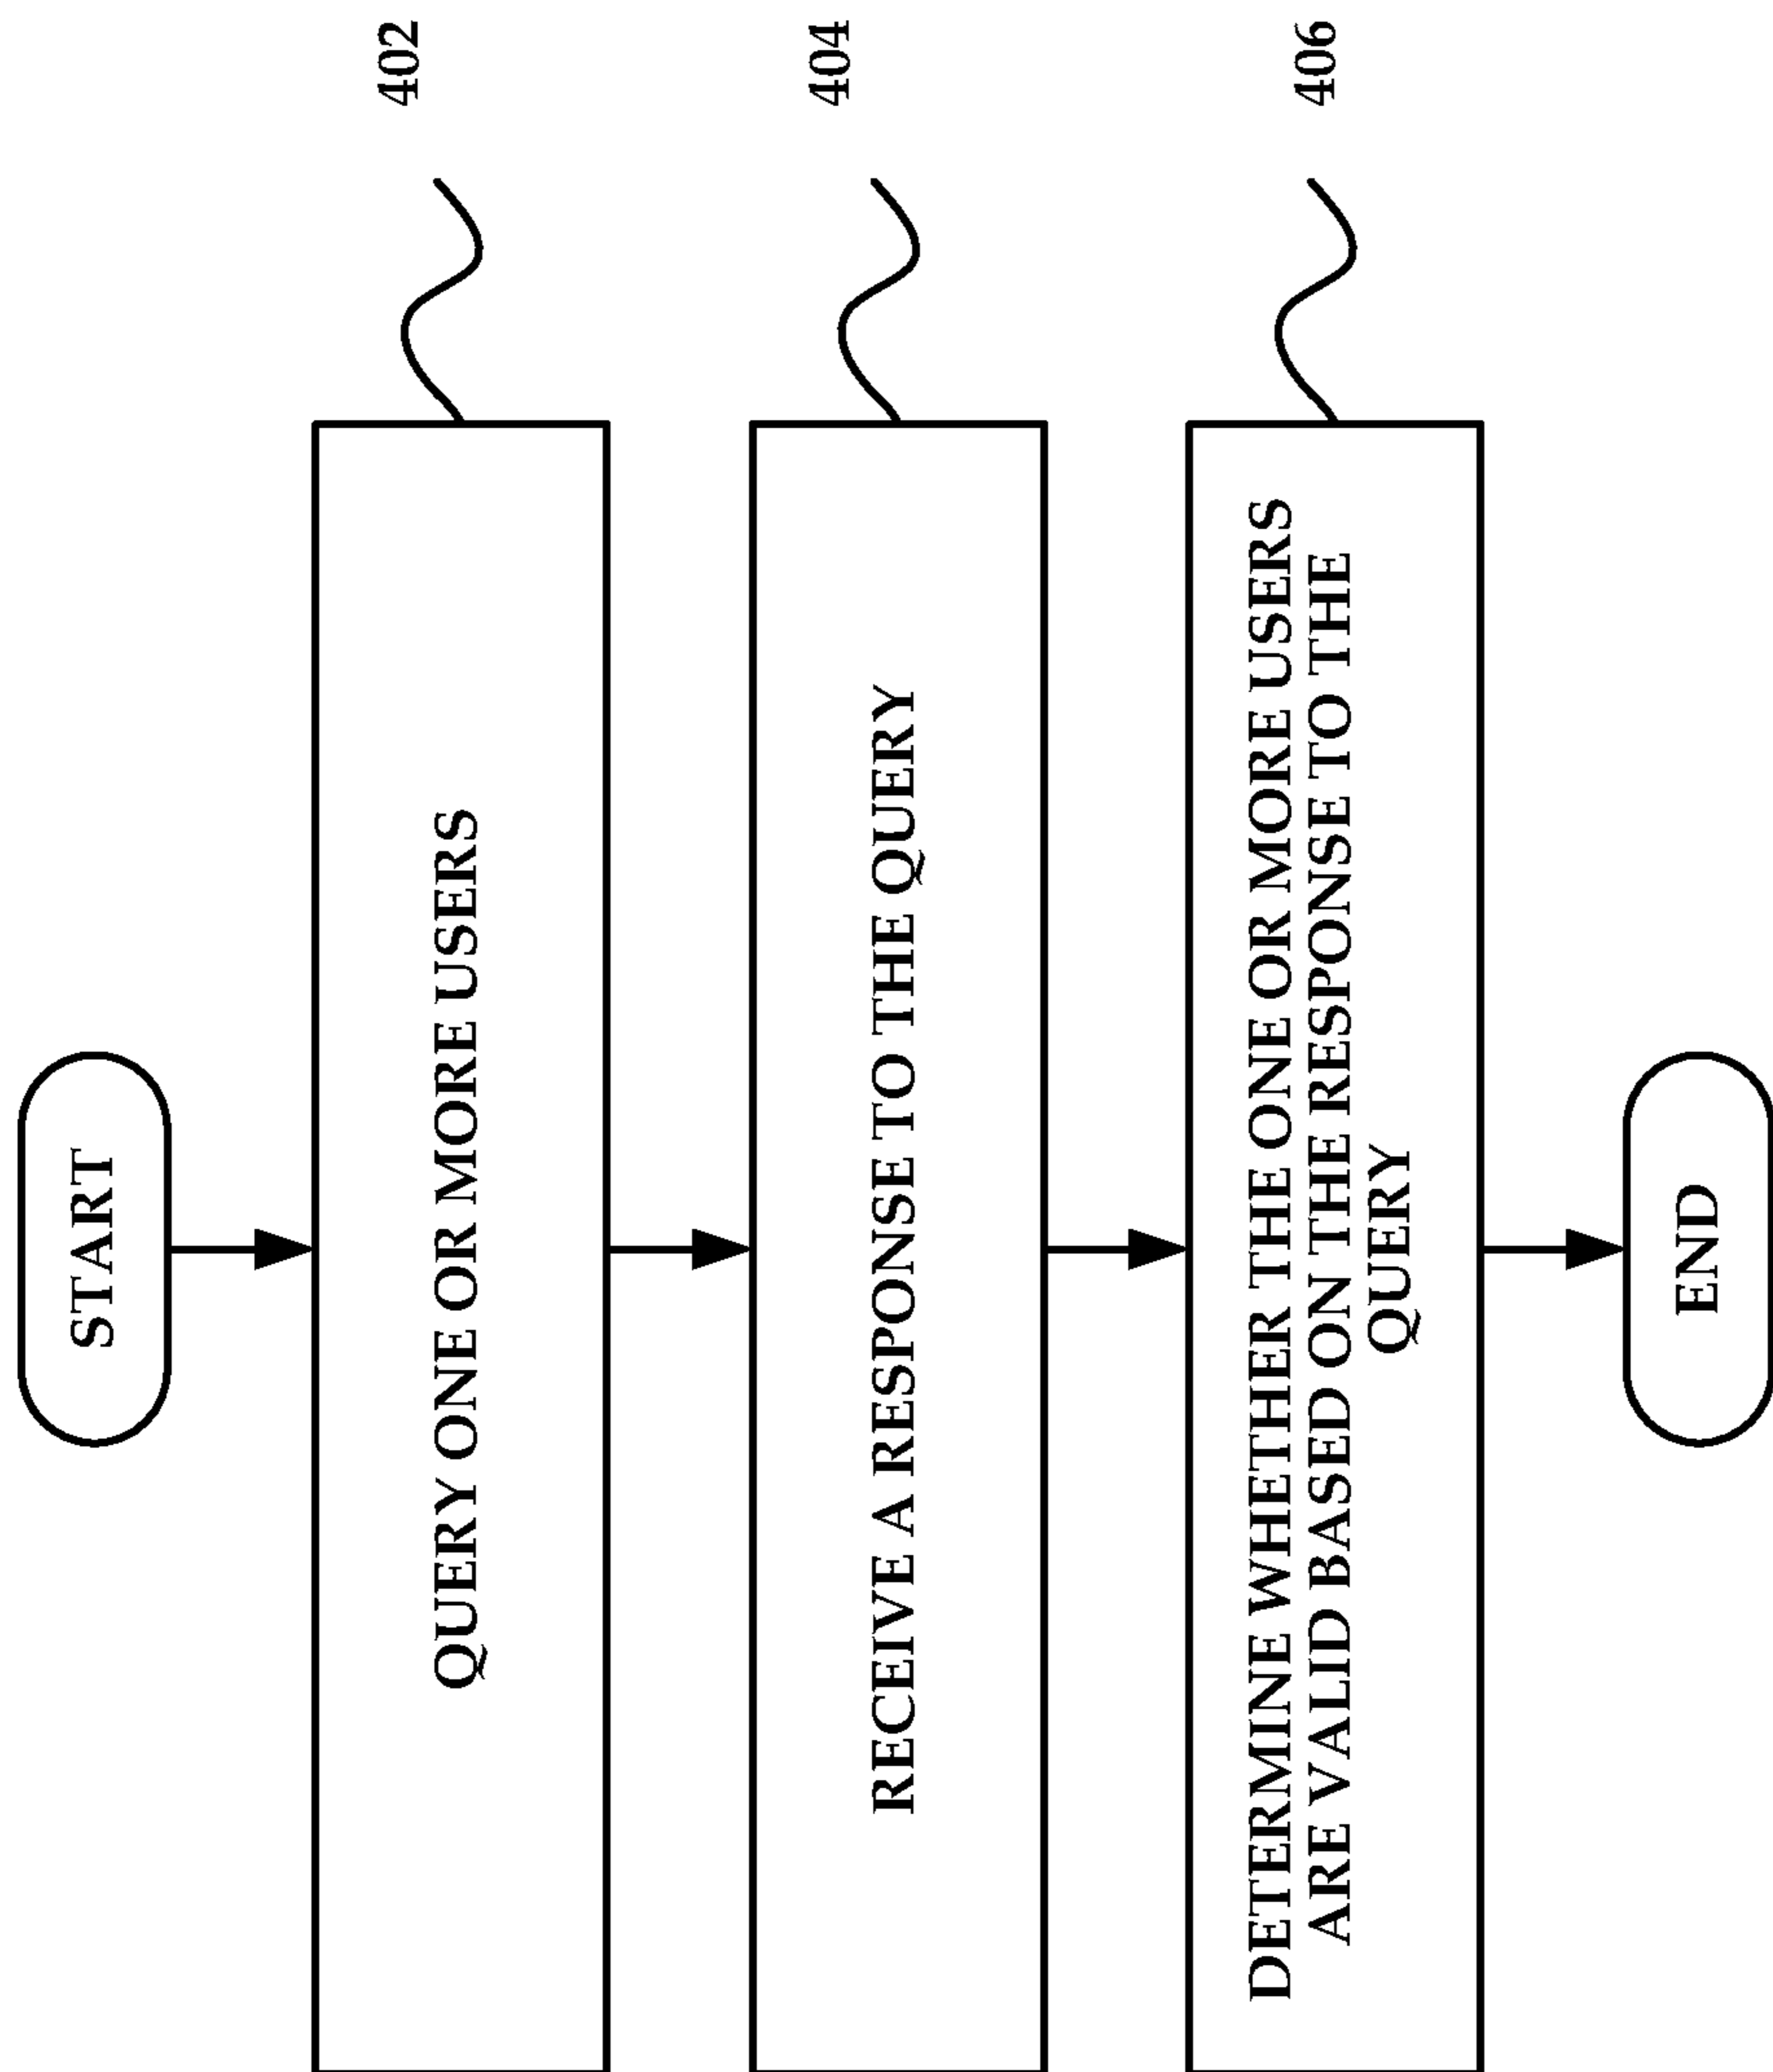 START
QUERY ONE OR MORE USERS
402
RECEIVE A RESPONSE TO THE QUERY
404
DETERMINE WHETHER THE ONE OR MORE USERS
ARE VALID BASED ON THE RESPONSE TO THE
QUERY
406
END